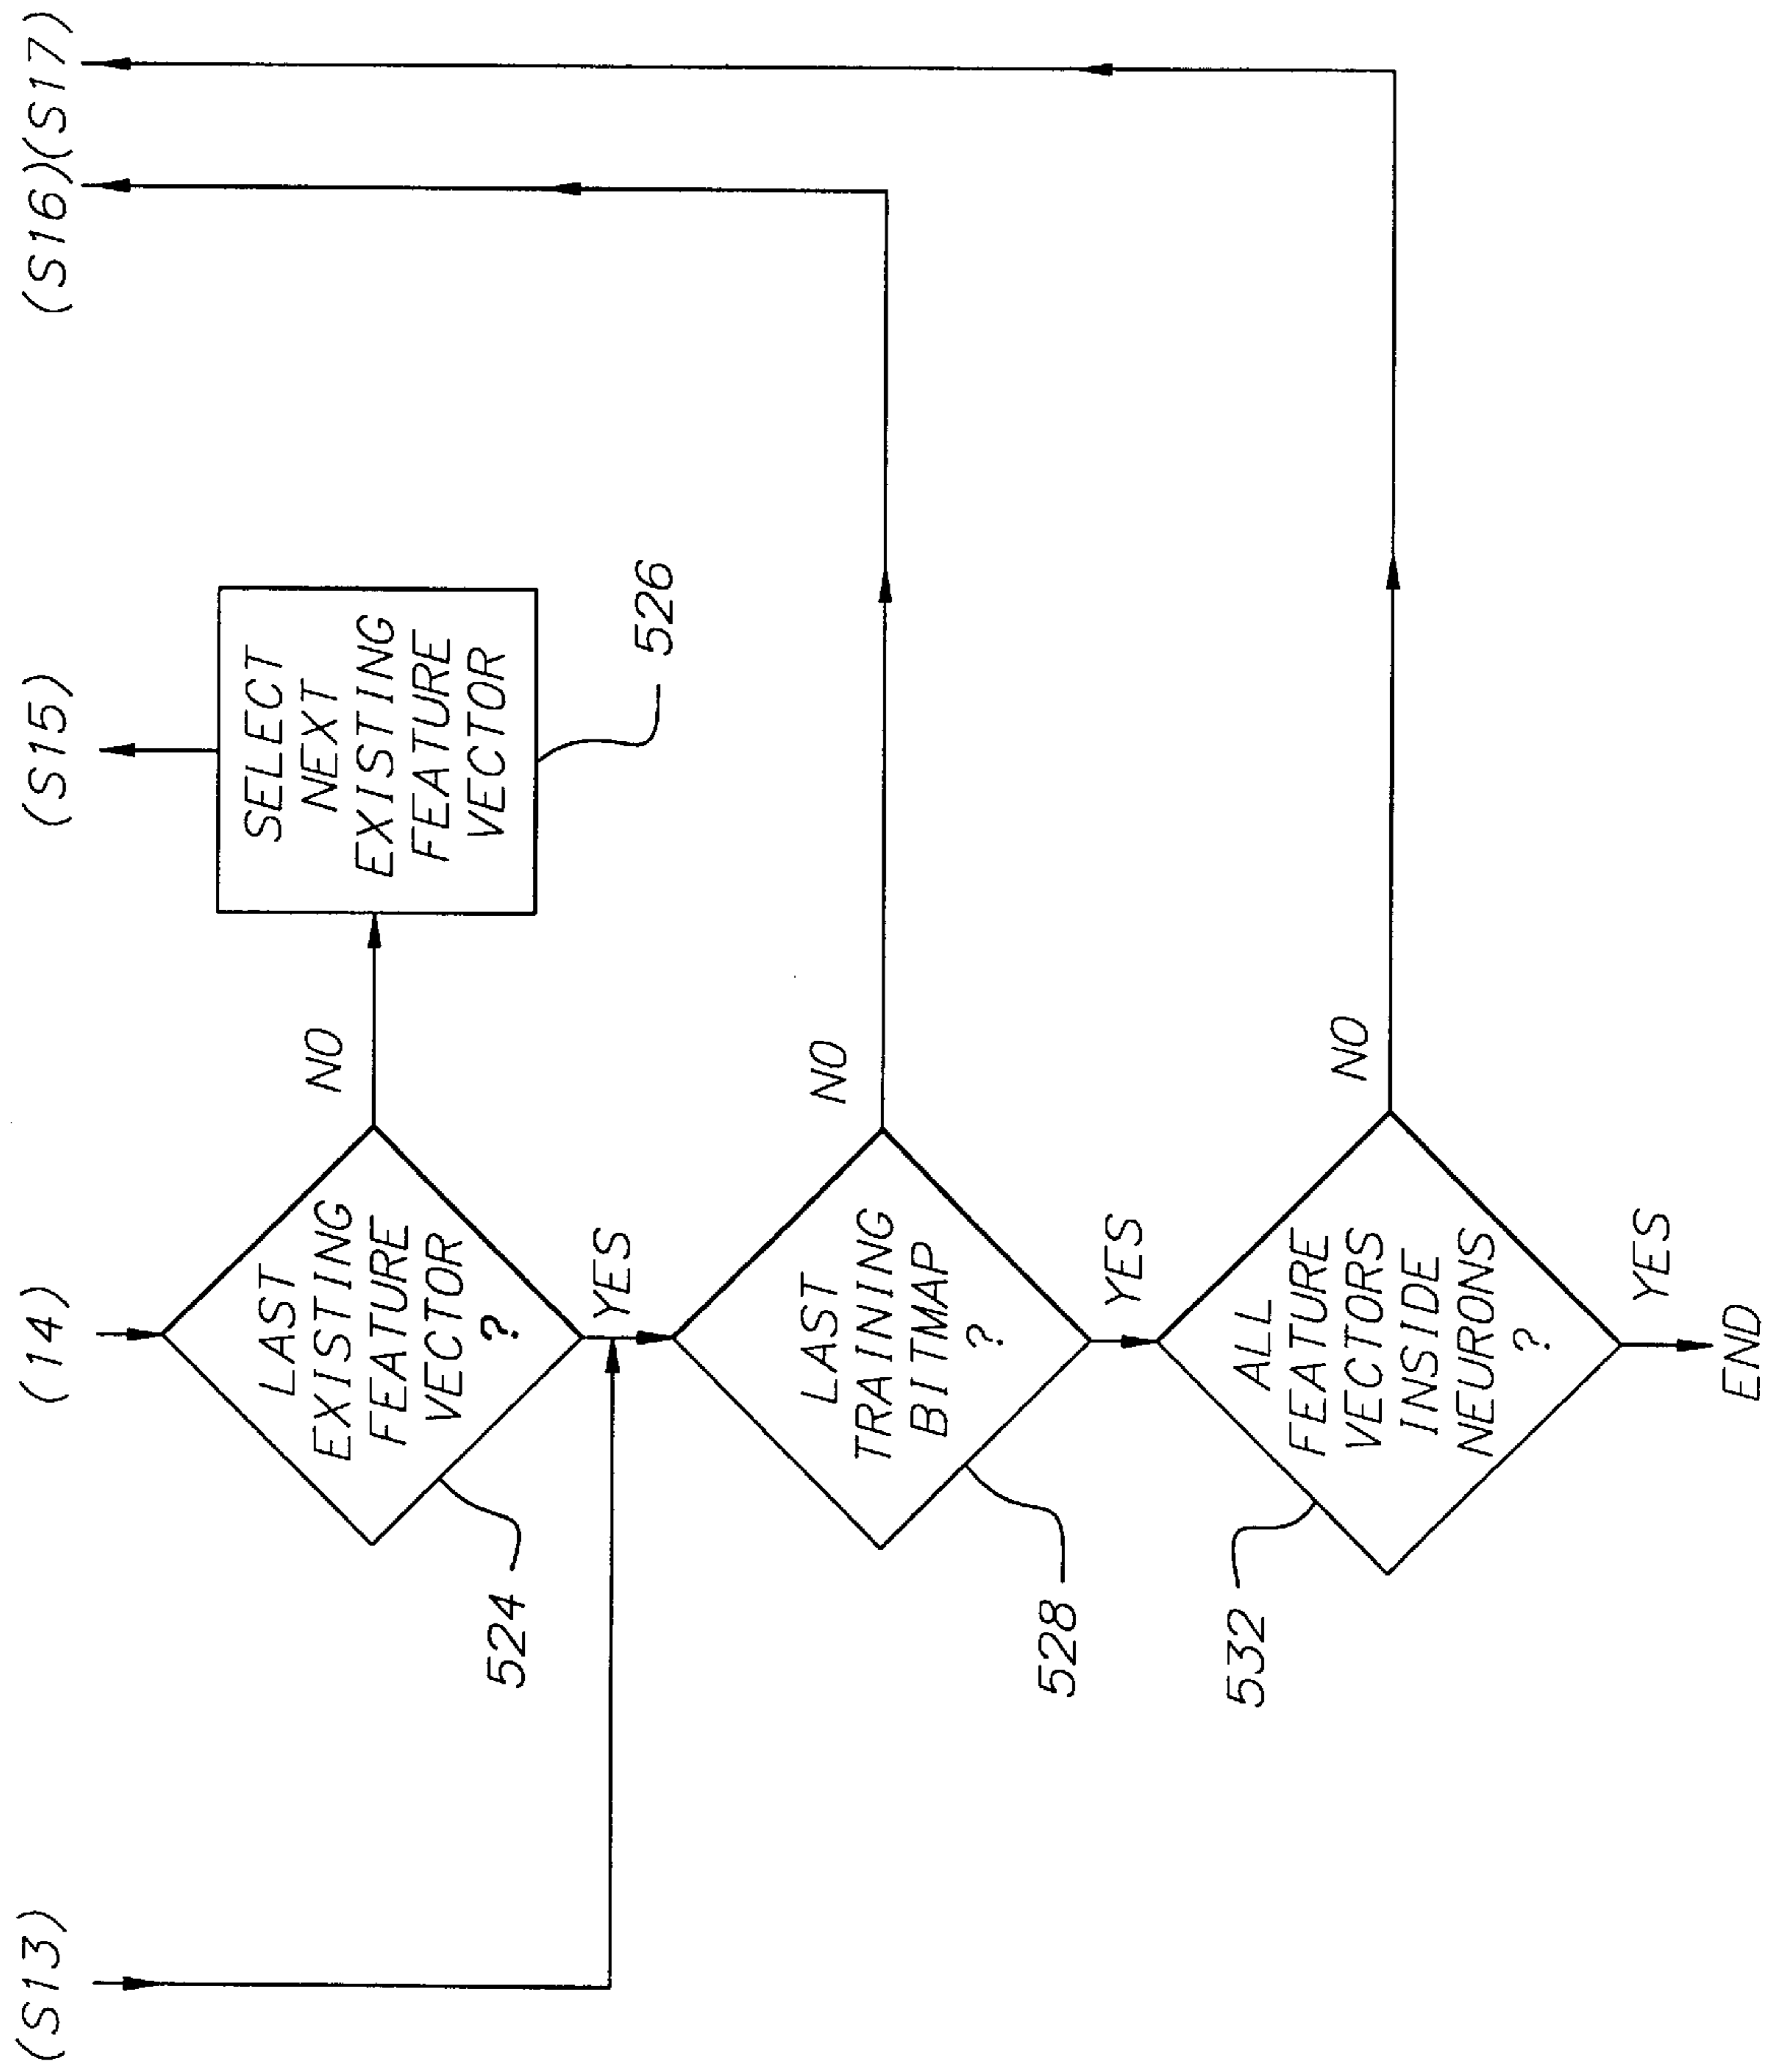 (S13)
(14)
(S15)
(S16)(S17)
LAST
EXISTING
FEATURE
VECTOR
?
524
NO
SELECT
NEXT
EXISTING
FEATURE
VECTOR
526
YES
LAST
TRAINING
BITMAP
?
528
NO
YES
ALL
FEATURE
VECTORS
INSIDE
NEURONS
?
532
NO
YES
END